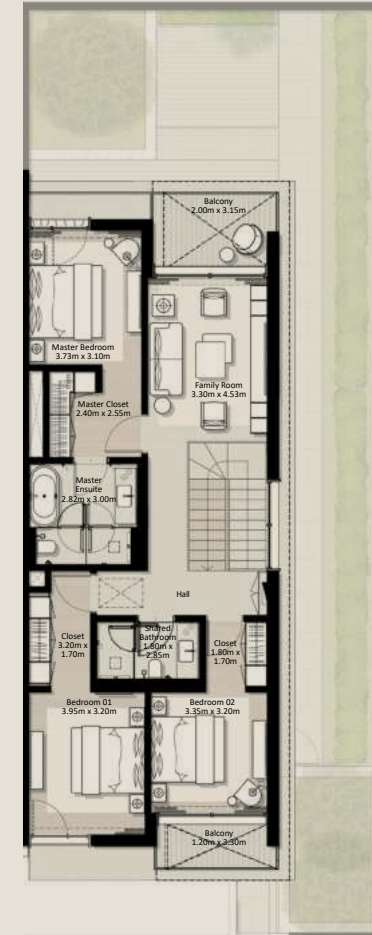 Balcony
2.00m x 3.15m
Master Bedroom
3.73m x 3.10m
Family Room
3.30m x 4.53m
Master Closet
2.40m x 2.55m
Master
Ensuite
2.82m x 3.00m
Hall
Closet
3.20m x
1.70m
Shared
Bathroom
1.80m x
2.85m
Closet
1.80m x
1.70m
Bedroom 01
3.95m x 3.20m
Bedroom 02
3.35m x 3.20m
Balcony
1.20m x 3.30m